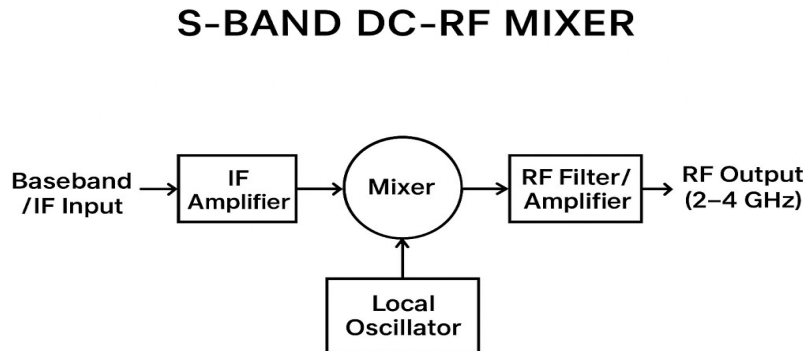 S-BAND DC-RF MIXER
Baseband
/IF Input
IF
Amplifier
Mixer
RF Filter/
Amplifier
RF Output
(2–4 GHz)
Local
Oscillator